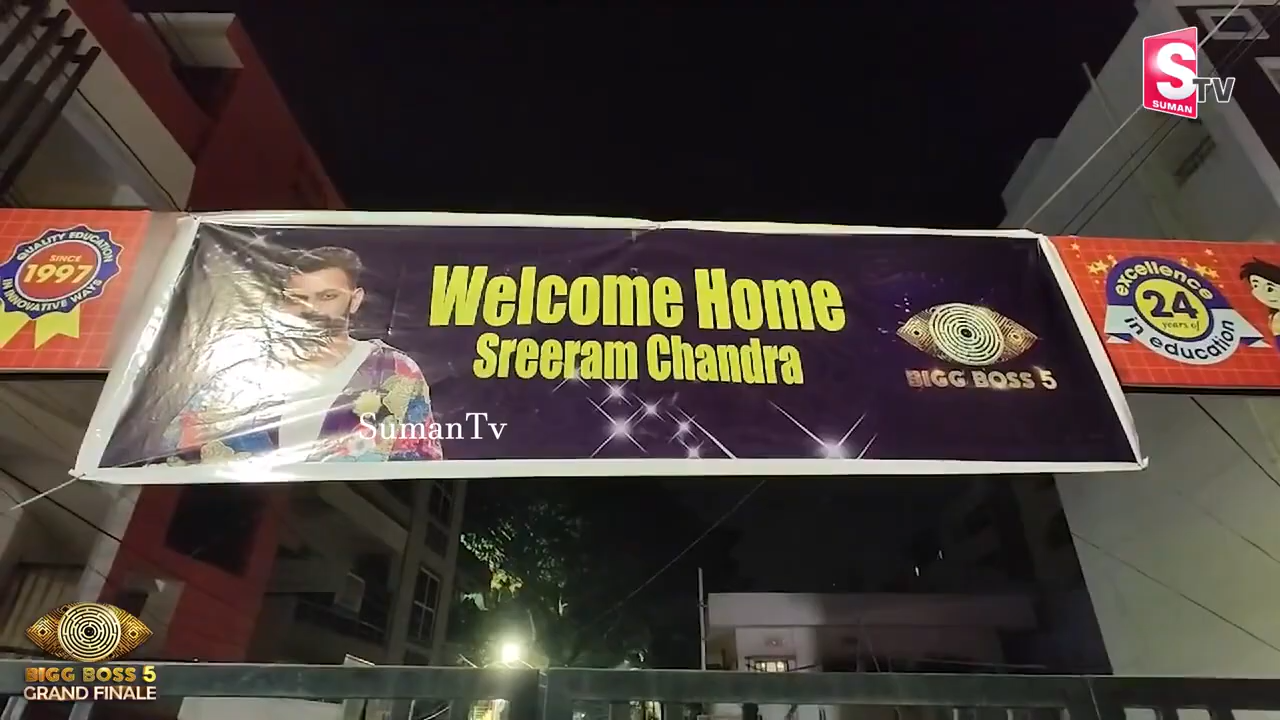 S
SUMAN
TV
QUALITY EDUCATION
SINCE
1997
IN INNOVATIVE WAYS
Welcome Home
Sreeram Chandra
BIGG BOSS 5
excellence
24
years of
in education
SumanTv
BIGG BOSS 5
GRAND FINALE